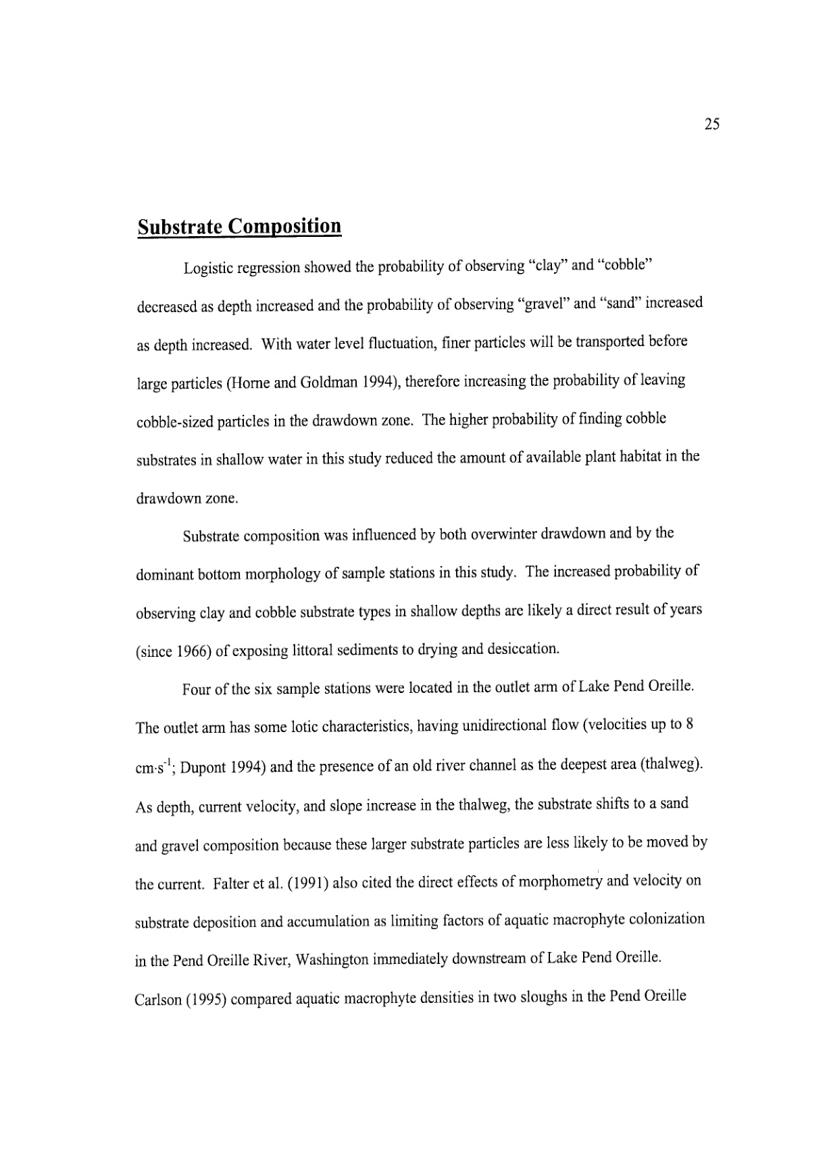 25
Substrate Composition
Logistic regression showed the probability of observing “clay” and “cobble”
decreased as depth increased and the probability of observing “gravel” and “sand” increased
as depth increased.  With water level fluctuation, finer particles will be transported before
large particles (Horne and Goldman 1994), therefore increasing the probability of leaving
cobble-sized particles in the drawdown zone.  The higher probability of finding cobble
substrates in shallow water in this study reduced the amount of available plant habitat in the
drawdown zone.
Substrate composition was influenced by both overwinter drawdown and by the
dominant bottom morphology of sample stations in this study.  The increased probability of
observing clay and cobble substrate types in shallow depths are likely a direct result of years
(since 1966) of exposing littoral sediments to drying and desiccation.
Four of the six sample stations were located in the outlet arm of Lake Pend Oreille.
The outlet arm has some lotic characteristics, having unidirectional flow (velocities up to 8
cm·s⁻¹; Dupont 1994) and the presence of an old river channel as the deepest area (thalweg).
As depth, current velocity, and slope increase in the thalweg, the substrate shifts to a sand
and gravel composition because these larger substrate particles are less likely to be moved by
the current.  Falter et al. (1991) also cited the direct effects of morphometry and velocity on
substrate deposition and accumulation as limiting factors of aquatic macrophyte colonization
in the Pend Oreille River, Washington immediately downstream of Lake Pend Oreille.
Carlson (1995) compared aquatic macrophyte densities in two sloughs in the Pend Oreille